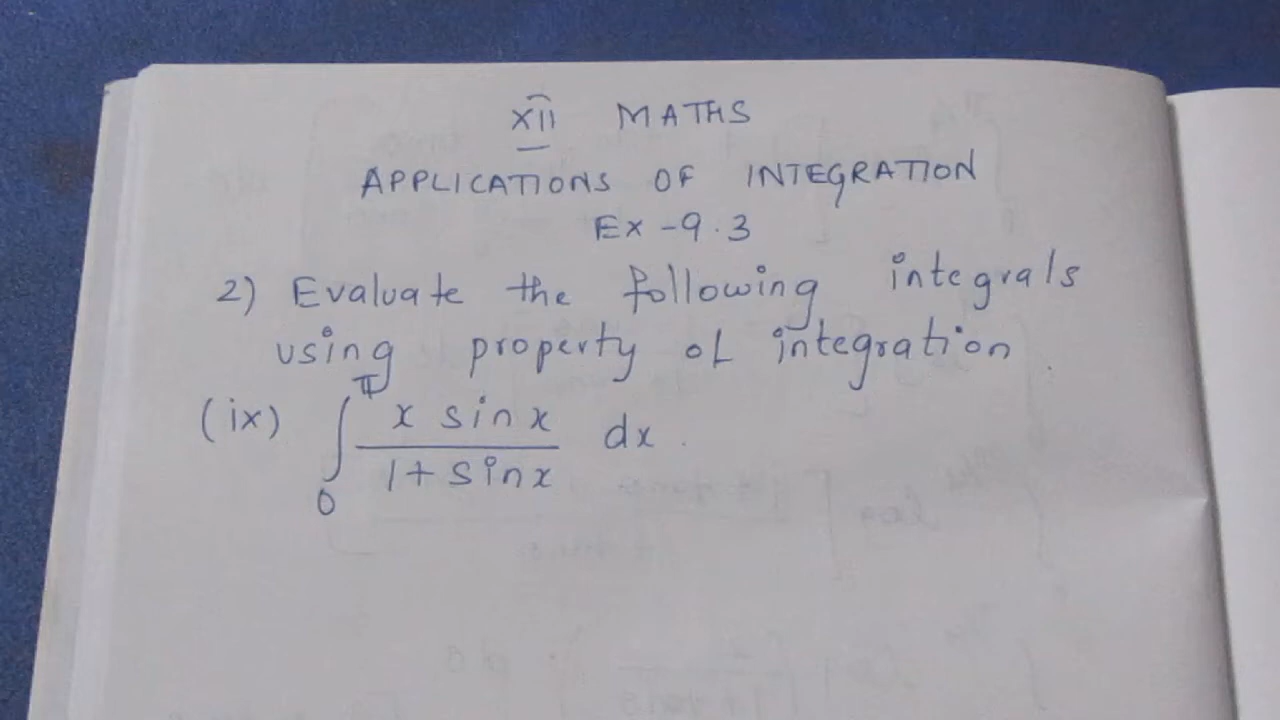 XII MATHS
APPLICATIONS OF INTEGRATION
Ex-9.3
2) Evaluate the following integrals
using property of integration.
(ix) ∫₀^π (x sin x)/(1+sin x) dx.